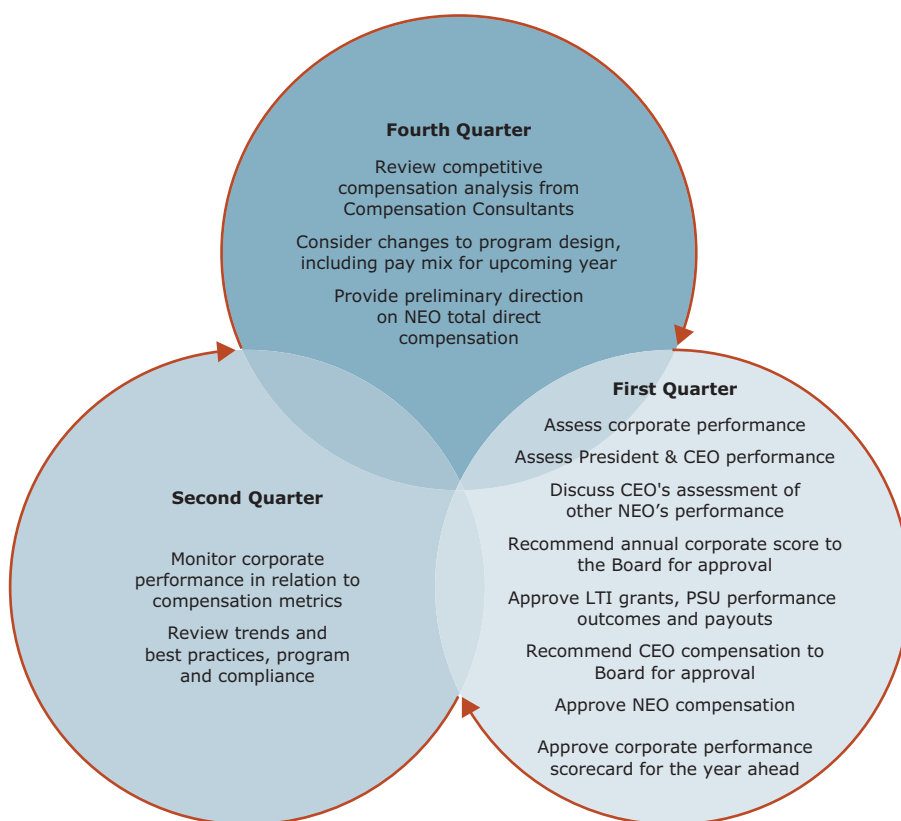 Fourth Quarter
Review competitive
compensation analysis from
Compensation Consultants
Consider changes to program design,
including pay mix for upcoming year
Provide preliminary direction
on NEO total direct
compensation
First Quarter
Assess corporate performance
Assess President & CEO performance
Discuss CEO's assessment of
other NEO’s performance
Recommend annual corporate score to
the Board for approval
Approve LTI grants, PSU performance
outcomes and payouts
Recommend CEO compensation to
Board for approval
Approve NEO compensation
Approve corporate performance
scorecard for the year ahead
Second Quarter
Monitor corporate
performance in relation to
compensation metrics
Review trends and
best practices, program
and compliance